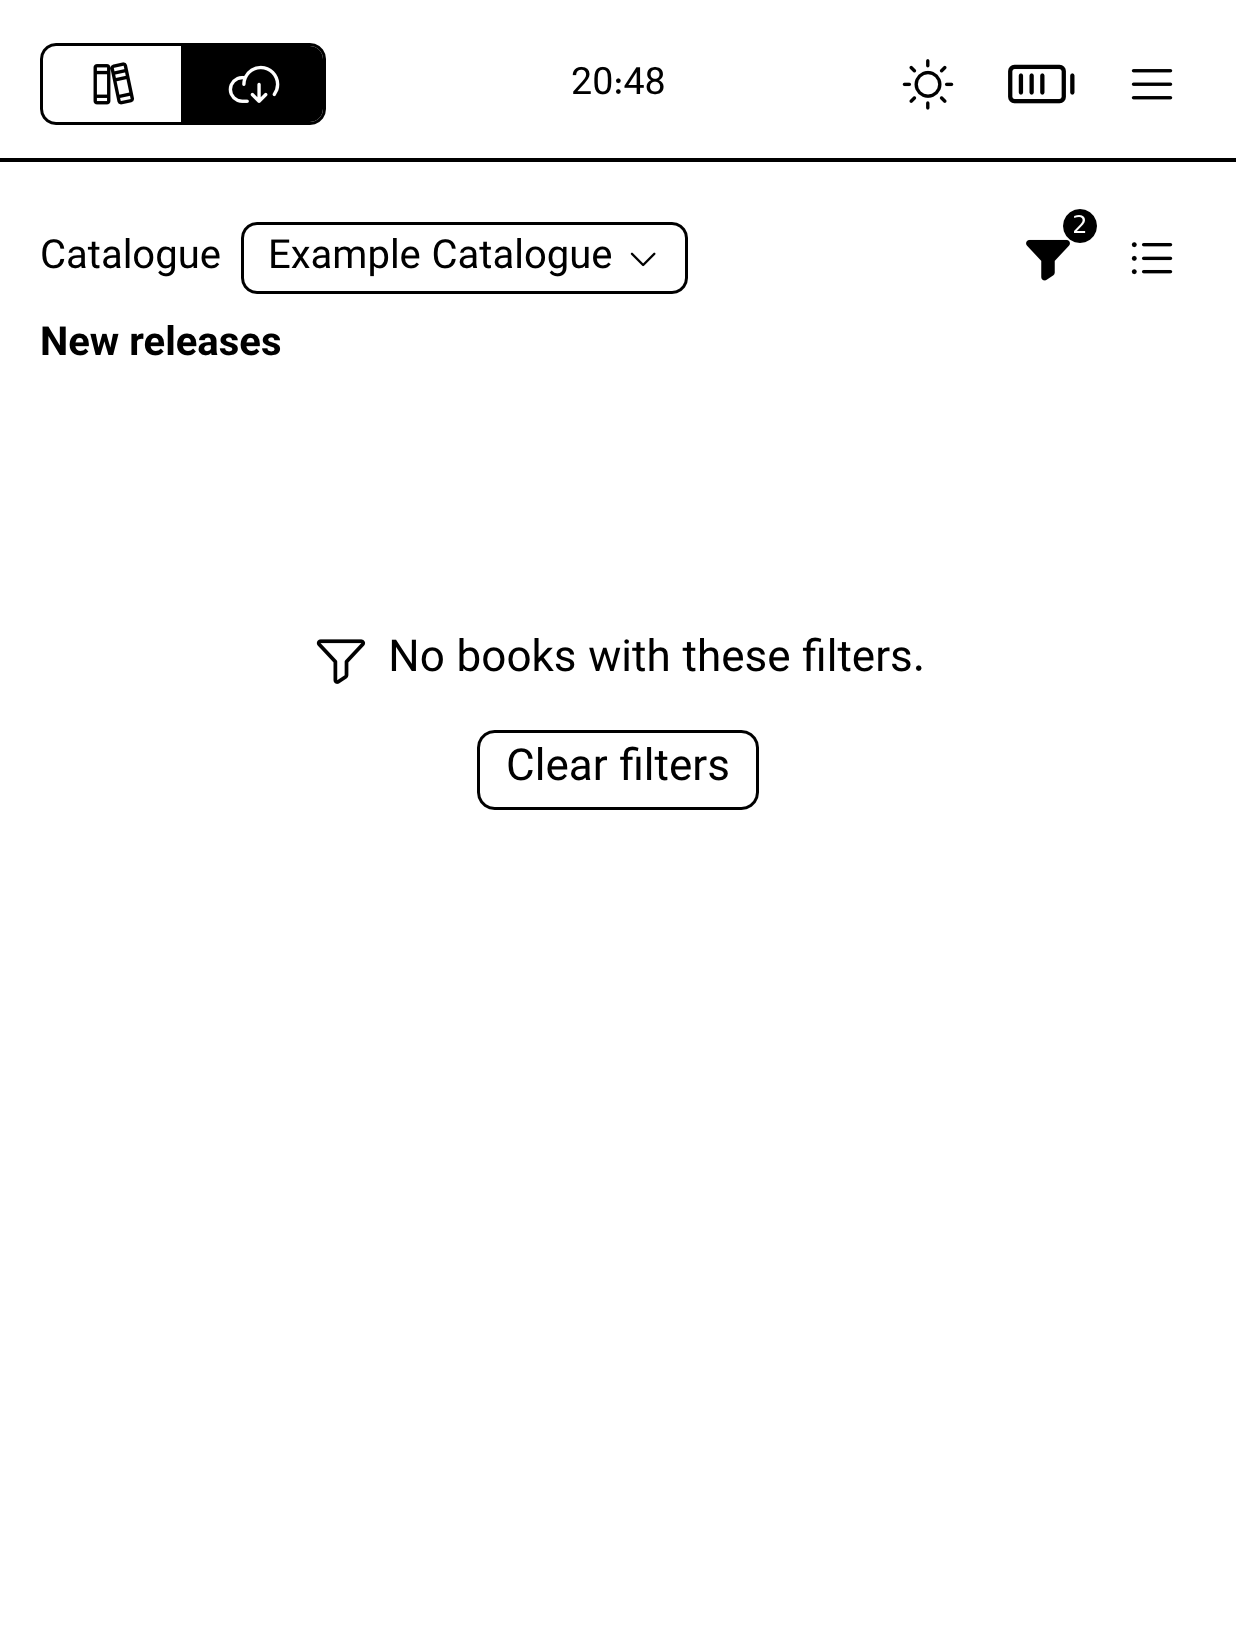 20:48
2
Catalogue Example Catalogue
New releases
No books with these filters.
Clear filters